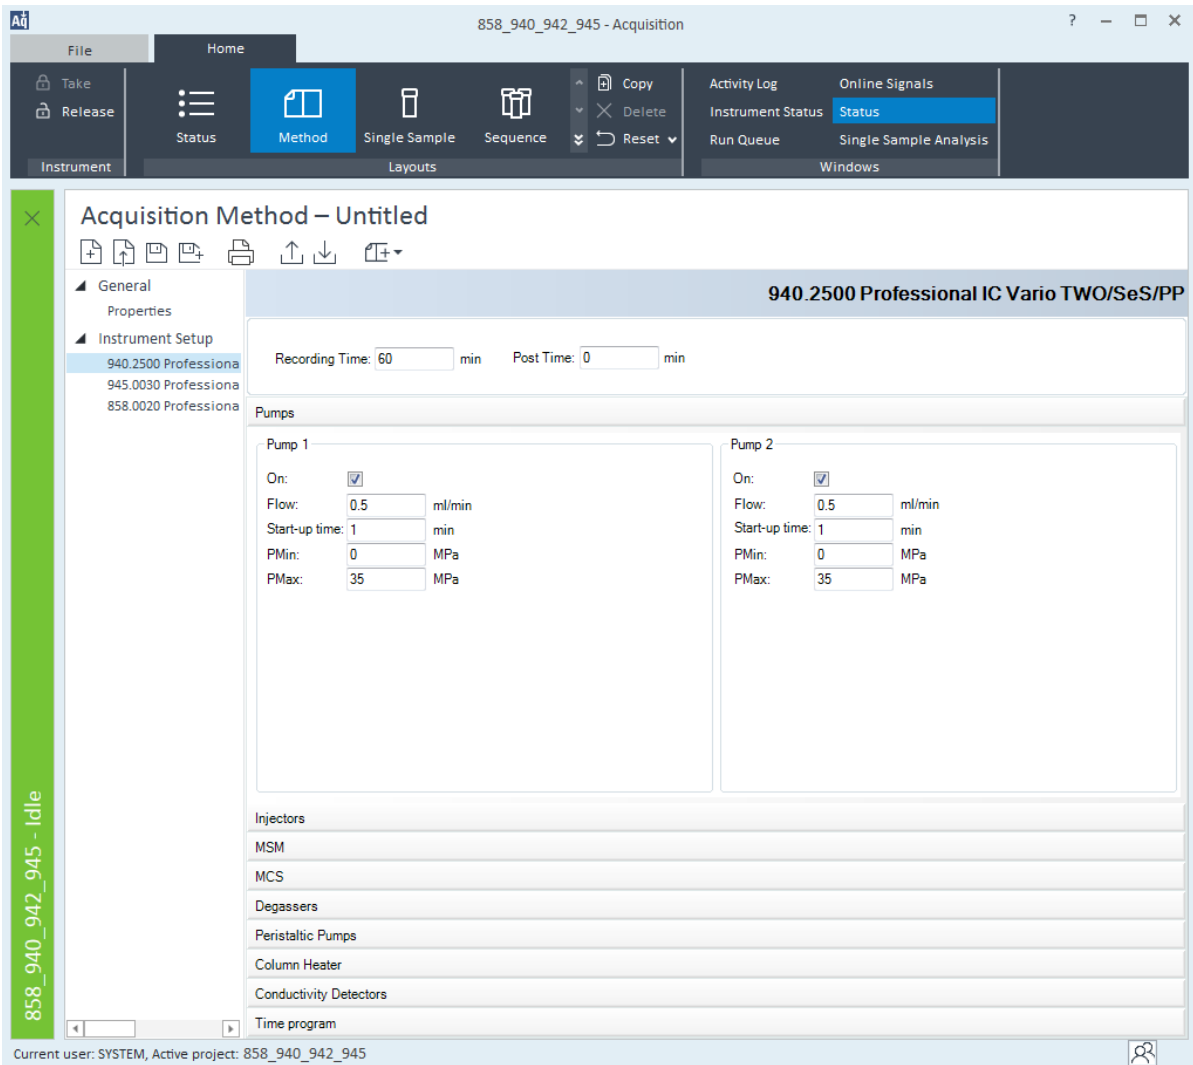 Aq
858_940_942_945 - Acquisition
?
File
Home
Take
Release
Instrument
Status
Method
Single Sample
Sequence
Copy
Delete
Reset
Layouts
Activity Log
Online Signals
Instrument Status
Status
Run Queue
Single Sample Analysis
Windows
858_940_942_945 - Idle
Acquisition Method – Untitled
General
Properties
Instrument Setup
940.2500 Professiona
945.0030 Professiona
858.0020 Professiona
940.2500 Professional IC Vario TWO/SeS/PP
Recording Time: 60 min Post Time: 0 min
Pumps
Pump 1
On:
Flow: 0.5 ml/min
Start-up time: 1 min
PMin: 0 MPa
PMax: 35 MPa
Pump 2
On:
Flow: 0.5 ml/min
Start-up time: 1 min
PMin: 0 MPa
PMax: 35 MPa
Injectors
MSM
MCS
Degassers
Peristaltic Pumps
Column Heater
Conductivity Detectors
Time program
Current user: SYSTEM, Active project: 858_940_942_945